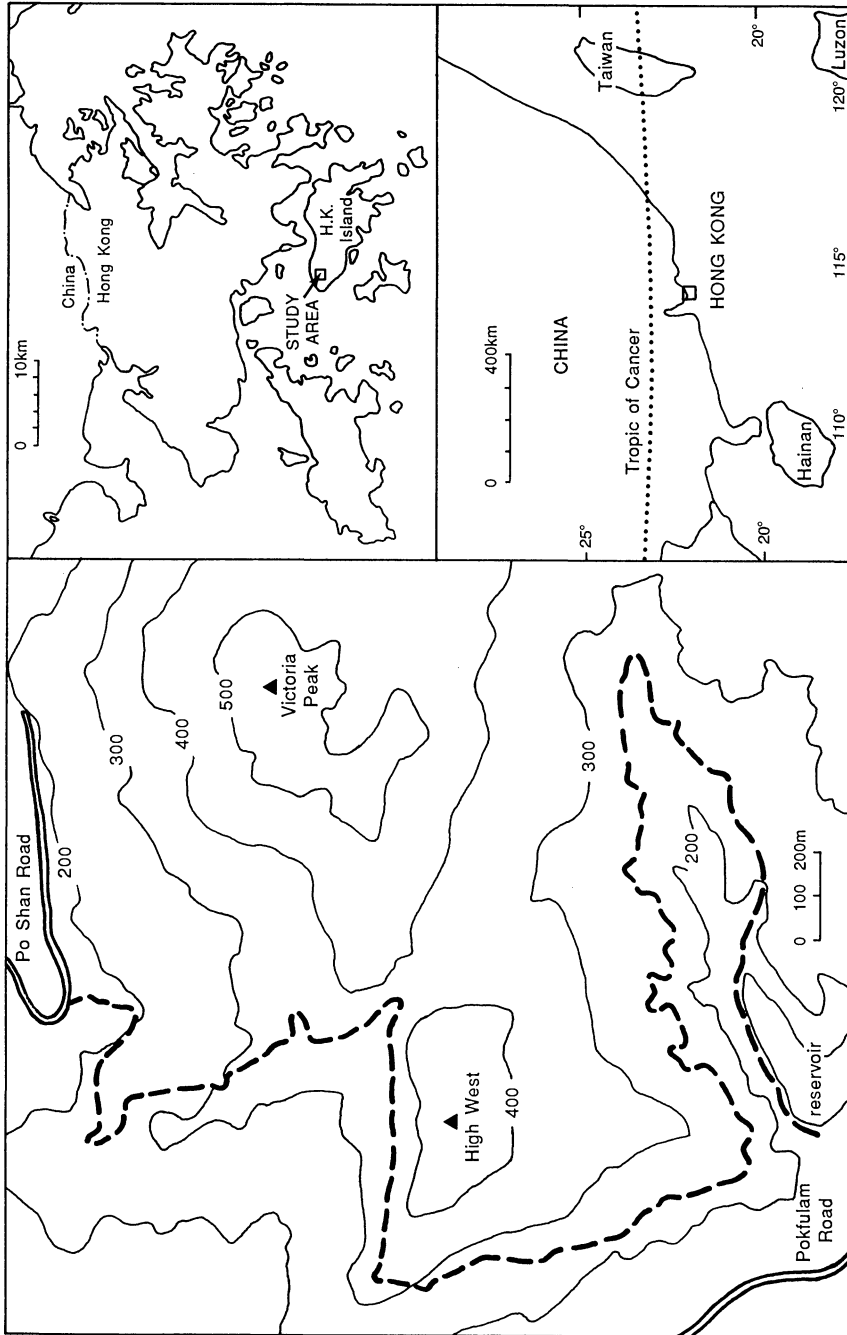 Po Shan Road
200
300
400
500
Victoria
Peak
High West
400
300
200
0 100 200m
reservoir
Pokfulam
Road
0 10km
China
Hong Kong
STUDY
AREA
H.K.
Island
25°
0 400km
CHINA
Taiwan
Tropic of Cancer
HONG KONG
Hainan
20°
20°
Luzon
110°
115°
120°